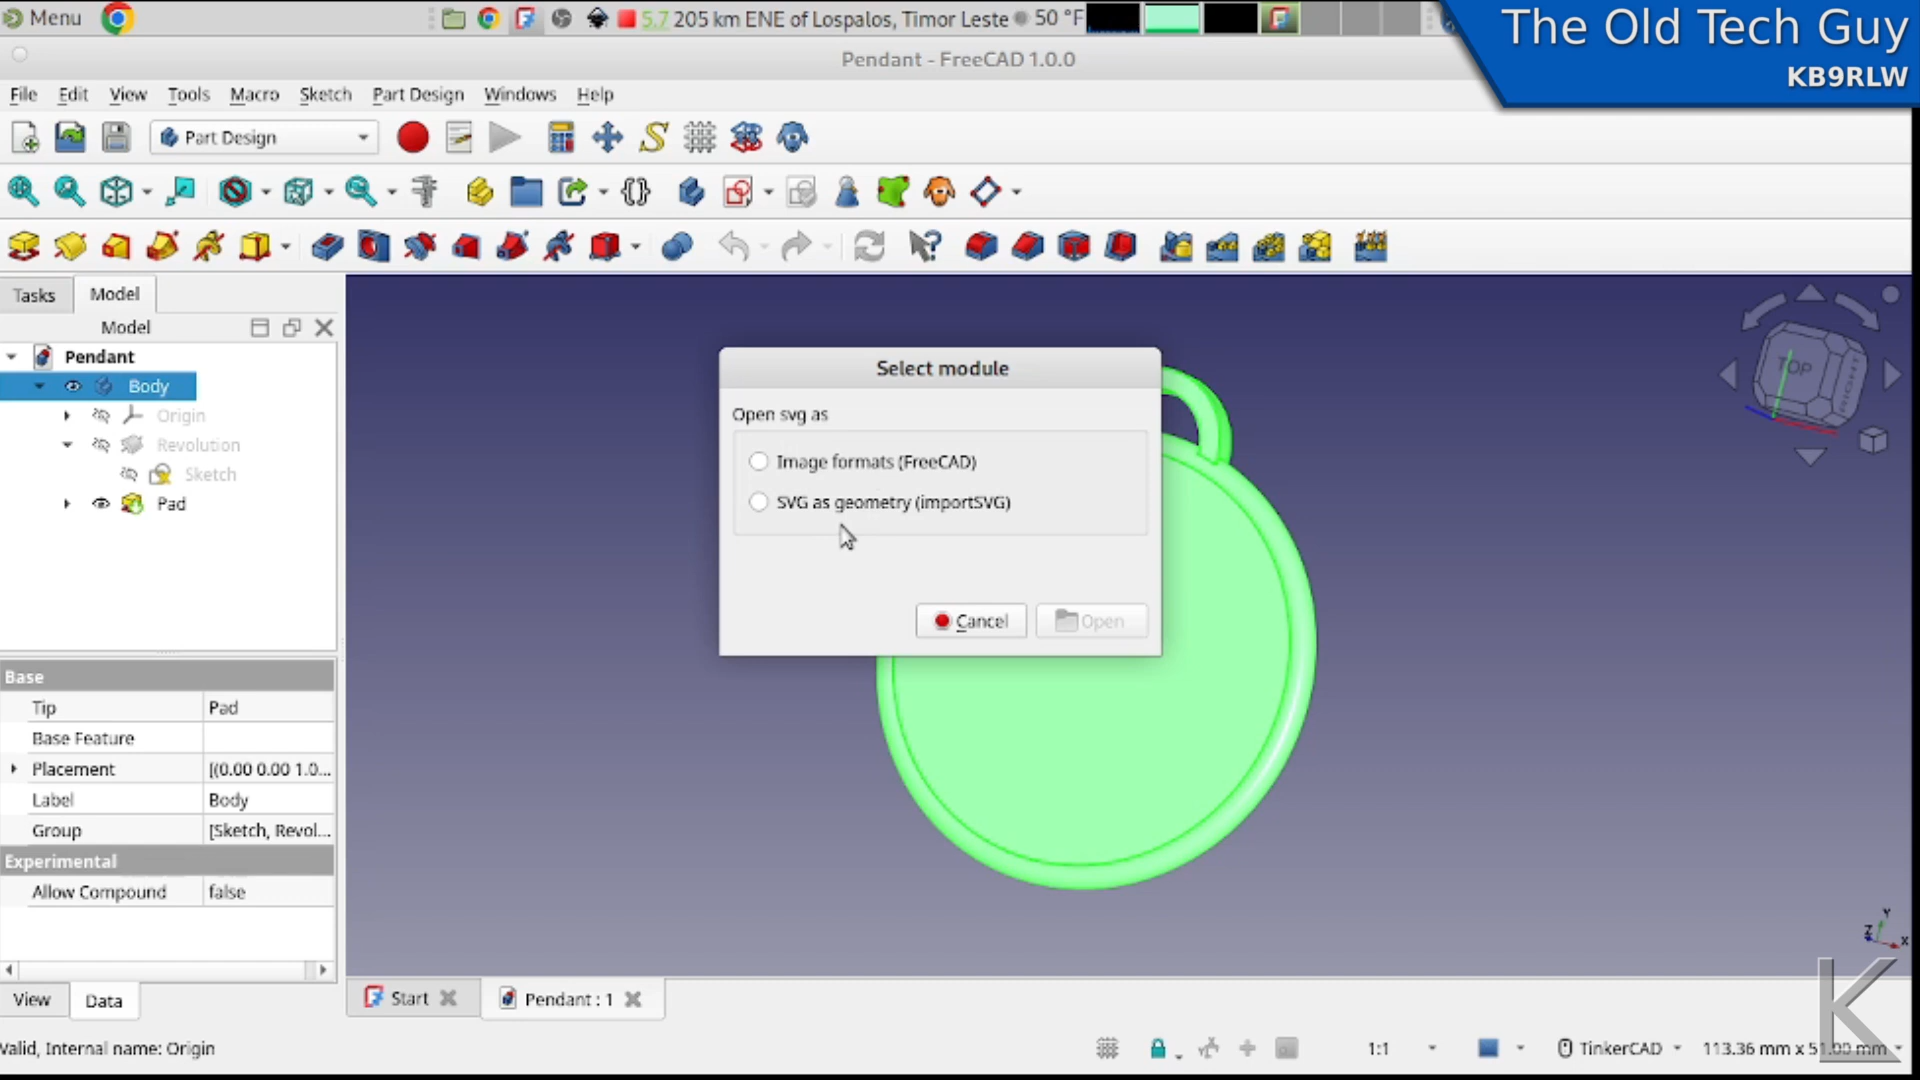 Menu
5.7 205 km ENE of Lospalos, Timor Leste
50 °F
The Old Tech Guy
KB9RLW
Pendant - FreeCAD 1.0.0
File Edit View Tools Macro Sketch Part Design Windows Help
Part Design
Tasks Model
Model
Pendant
Body
Origin
Revolution
Sketch
Pad
Select module
Open svg as
Image formats (FreeCAD)
SVG as geometry (importSVG)
Cancel Open
TOP
Base
Tip Pad
Base Feature
Placement [(0.00 0.00 1.0...
Label Body
Group [Sketch, Revol...
Experimental
Allow Compound false
View Data
Start Pendant : 1
Y
Z X
K
Valid, Internal name: Origin
1:1 TinkerCAD 113.36 mm x 51.00 mm